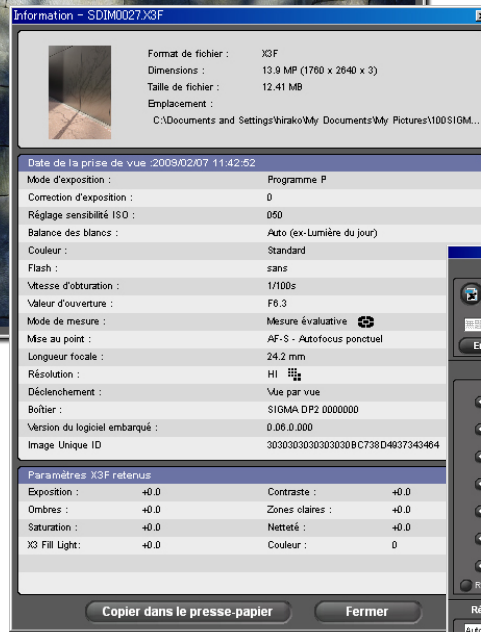 Information - SDIM0027.X3F
Format de fichier : X3F
Dimensions : 13.9 MP (1760 x 2640 x 3)
Taille de fichier : 12.41 MB
Emplacement :
C:\Documents and Settings\hirako\My Documents\My Pictures\100SIGM...
Date de la prise de vue :2009/02/07 11:42:52
Mode d'exposition : Programme P
Correction d'exposition : 0
Réglage sensibilité ISO : 050
Balance des blancs : Auto (ex-Lumière du jour)
Couleur : Standard
Flash : sans
Vitesse d'obturation : 1/100s
Valeur d'ouverture : F6.3
Mode de mesure : Mesure évaluative
Mise au point : AF-S - Autofocus ponctuel
Longueur focale : 24.2 mm
Résolution : HI
Déclenchement : Vue par vue
Boîtier : SIGMA DP2 0000000
Version du logiciel embarqué : 0.06.0.000
Image Unique ID 3030303030303030BC738D4937343464
Paramètres X3F retenus
Exposition : +0.0 Contraste : +0.0
Ombres : +0.0 Zones claires : +0.0
Saturation : +0.0 Netteté : +0.0
X3 Fill Light: +0.0 Couleur : 0
Copier dans le presse-papier Fermer